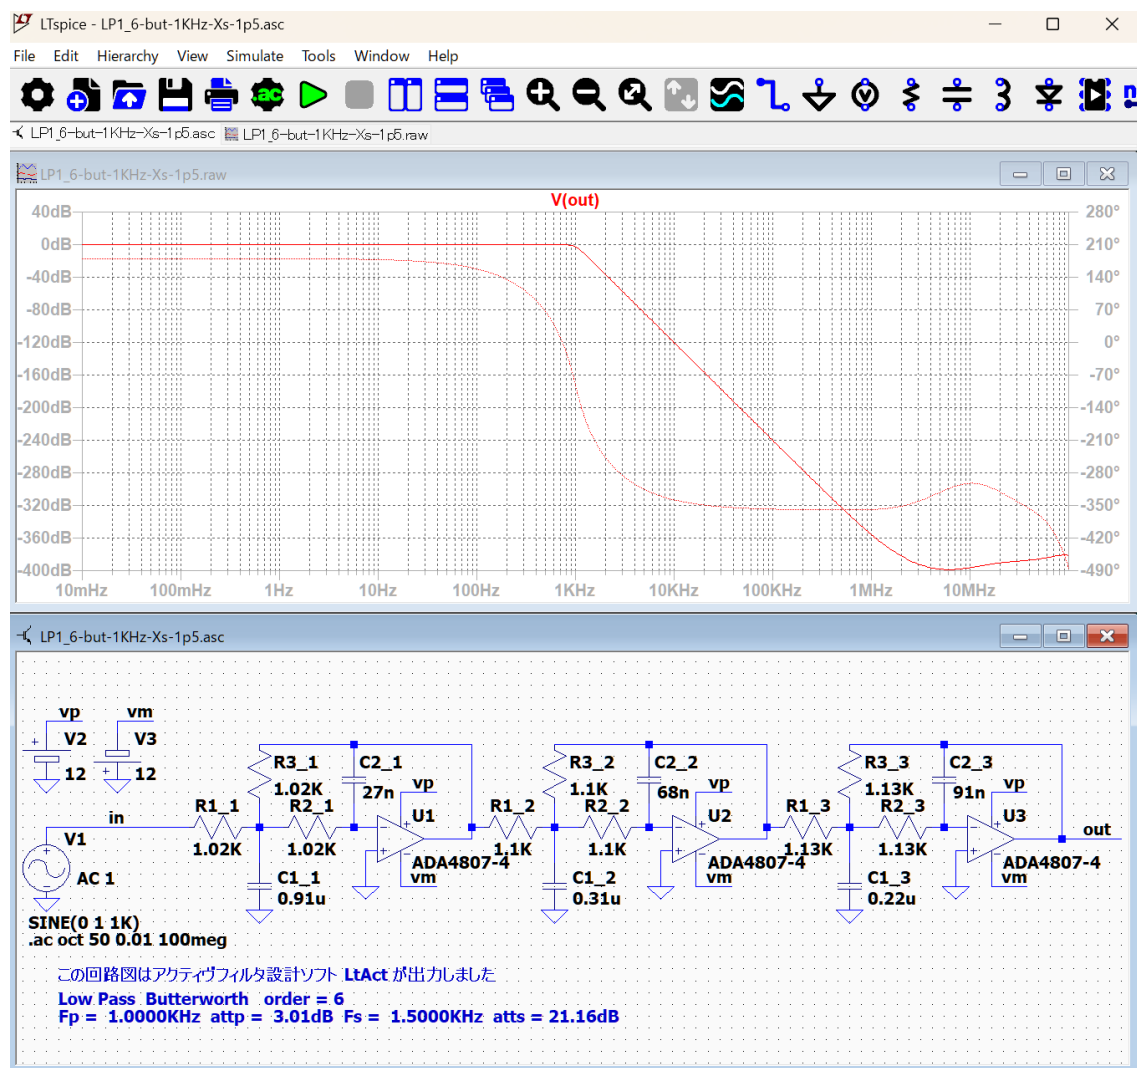 LTspice - LP1_6-but-1KHz-Xs-1p5.asc
File Edit Hierarchy View Simulate Tools Window Help
LP1_6-but-1KHz-Xs-1p5.asc LP1_6-but-1KHz-Xs-1p5.raw
LP1_6-but-1KHz-Xs-1p5.raw
V(out)
40dB 280°
0dB 210°
-40dB 140°
-80dB 70°
-120dB 0°
-160dB -70°
-200dB -140°
-240dB -210°
-280dB -280°
-320dB -350°
-360dB -420°
-400dB -490°
10mHz 100mHz 1Hz 10Hz 100Hz 1KHz 10KHz 100KHz 1MHz 10MHz
LP1_6-but-1KHz-Xs-1p5.asc
vp vm
V2 V3
12 12
R3_1 C2_1 R3_2 C2_2 R3_3 C2_3
1.02K 27n vp 1.1K 68n vp 1.13K 91n vp
in R1_1 R2_1 U1 R1_2 R2_2 U2 R1_3 R2_3 U3 out
V1 1.02K 1.02K 1.1K 1.1K 1.13K 1.13K
ADA4807-4 ADA4807-4 ADA4807-4
AC 1 C1_1 vm C1_2 vm C1_3 vm
0.91u 0.31u 0.22u
SINE(0 1 1K)
.ac oct 50 0.01 100meg
この回路図はアクティヴフィルタ設計ソフト LtAct が出力しました
Low Pass Butterworth order = 6
Fp = 1.0000KHz attp = 3.01dB Fs = 1.5000KHz atts = 21.16dB